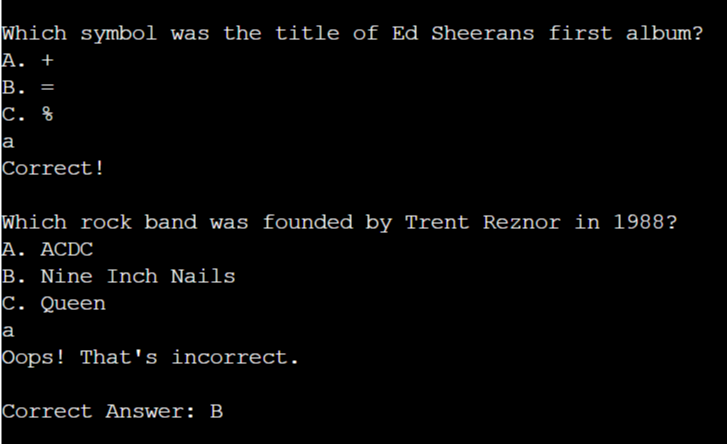 Which symbol was the title of Ed Sheerans first album?
A. +
B. =
C. %
a
Correct!
Which rock band was founded by Trent Reznor in 1988?
A. ACDC
B. Nine Inch Nails
C. Queen
a
Oops! That's incorrect.
Correct Answer: B